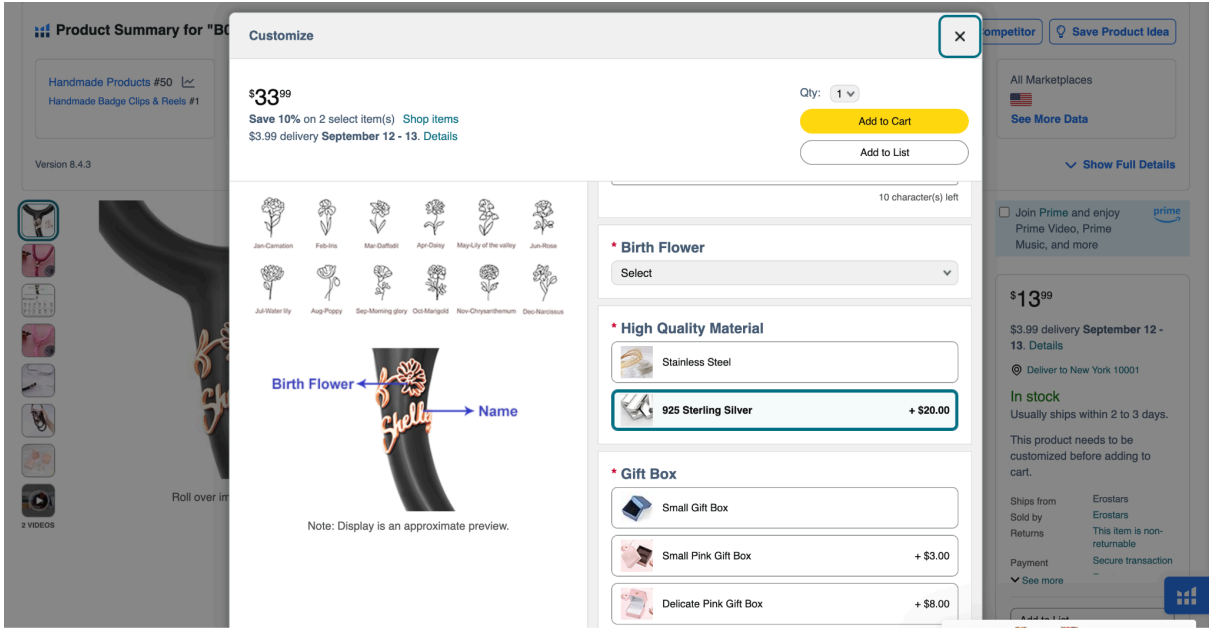 Product Summary for "B0
Customize
×
ompetitor
Save Product Idea
Handmade Products #50
Handmade Badge Clips & Reels #1
Version 8.4.3
$33.99
Save 10% on 2 select item(s) Shop items
$3.99 delivery September 12 - 13. Details
Qty: 1
Add to Cart
Add to List
All Marketplaces
See More Data
Show Full Details
Jan-Carnation Feb-Iris Mar-Daffodil Apr-Daisy May-Lily of the valley Jun-Rose
Jul-Water lily Aug-Poppy Sep-Morning glory Oct-Marigold Nov-Chrysanthemum Dec-Narcissus
Birth Flower
Name
Shelly
Note: Display is an approximate preview.
10 character(s) left
* Birth Flower
Select
* High Quality Material
Stainless Steel
925 Sterling Silver + $20.00
* Gift Box
Small Gift Box
Small Pink Gift Box + $3.00
Delicate Pink Gift Box + $8.00
2 VIDEOS
Roll over im
Sh
Join Prime and enjoy
Prime Video, Prime
Music, and more
prime
$13.99
$3.99 delivery September 12 -
13. Details
Deliver to New York 10001
In stock
Usually ships within 2 to 3 days.
This product needs to be
customized before adding to
cart.
Ships from Erostars
Sold by Erostars
Returns This item is non-
returnable
Payment Secure transaction
See more
Add to List